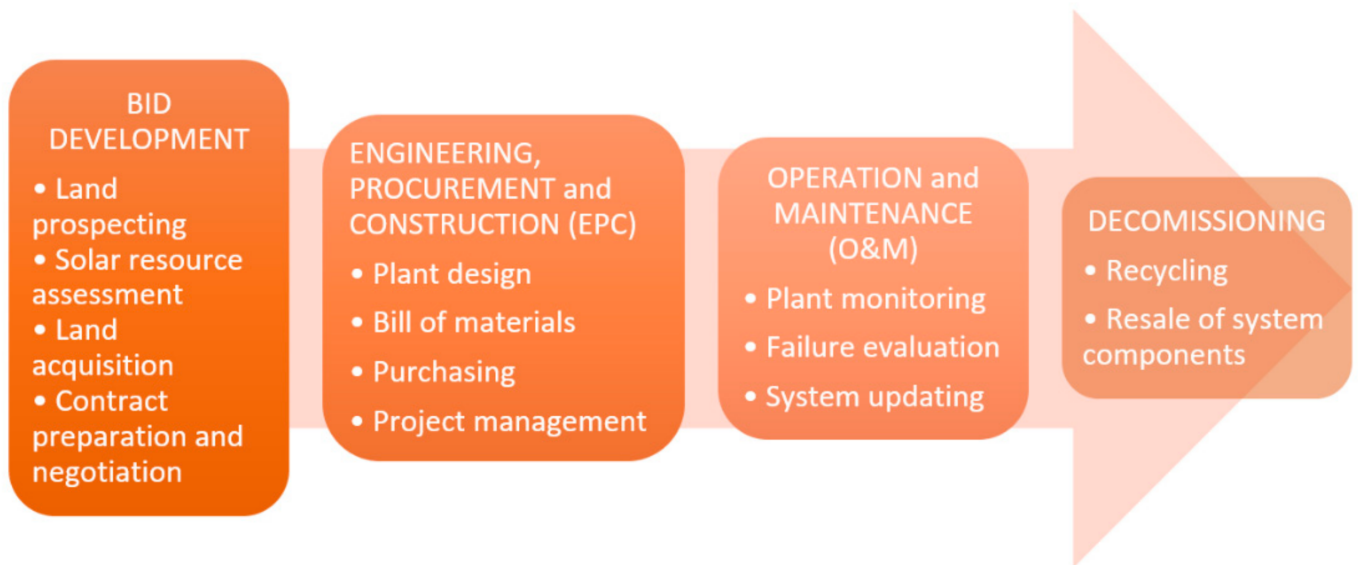 BID
DEVELOPMENT
• Land
prospecting
• Solar resource
assessment
• Land
acquisition
• Contract
preparation and
negotiation
ENGINEERING,
PROCUREMENT and
CONSTRUCTION (EPC)
• Plant design
• Bill of materials
• Purchasing
• Project management
OPERATION and
MAINTENANCE
(O&M)
• Plant monitoring
• Failure evaluation
• System updating
DECOMISSIONING
• Recycling
• Resale of system
components